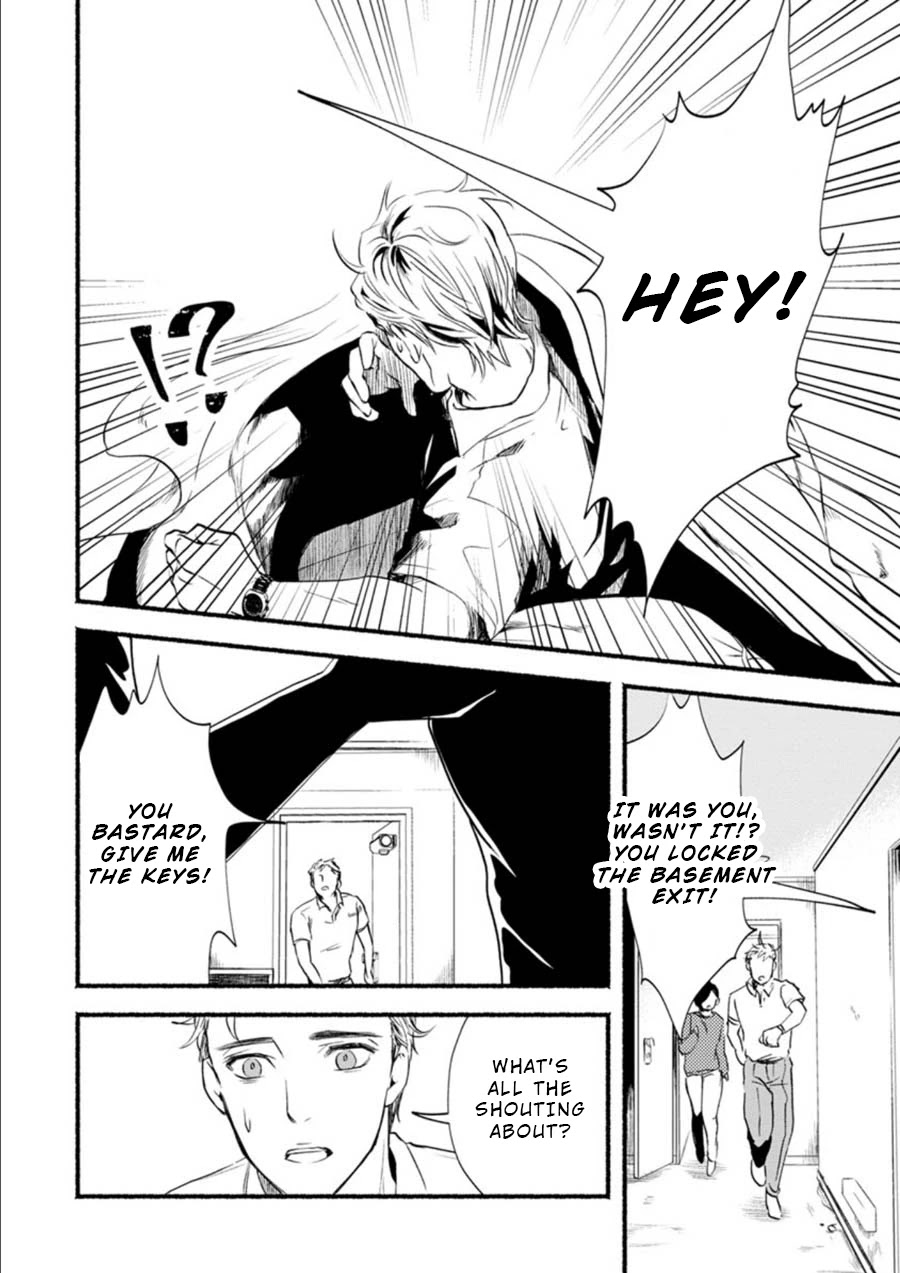 HEY!
!?
IT WAS YOU,
WASN'T IT!?
YOU LOCKED
THE BASEMENT
EXIT!
YOU
BASTARD,
GIVE ME
THE KEYS!
WHAT'S
ALL THE
SHOUTING
ABOUT?